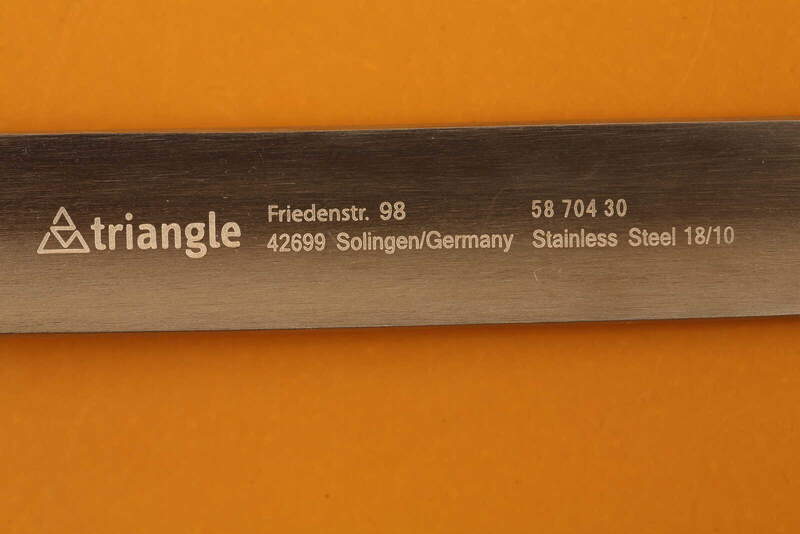 triangle
Friedenstr. 98
42699 Solingen/Germany
58 704 30
Stainless Steel 18/10